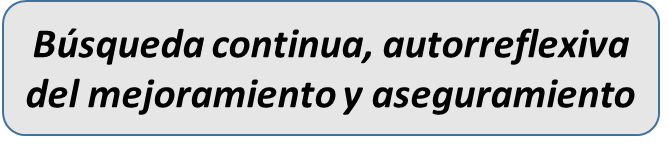 Búsqueda continua, autorreflexiva
del mejoramiento y aseguramiento